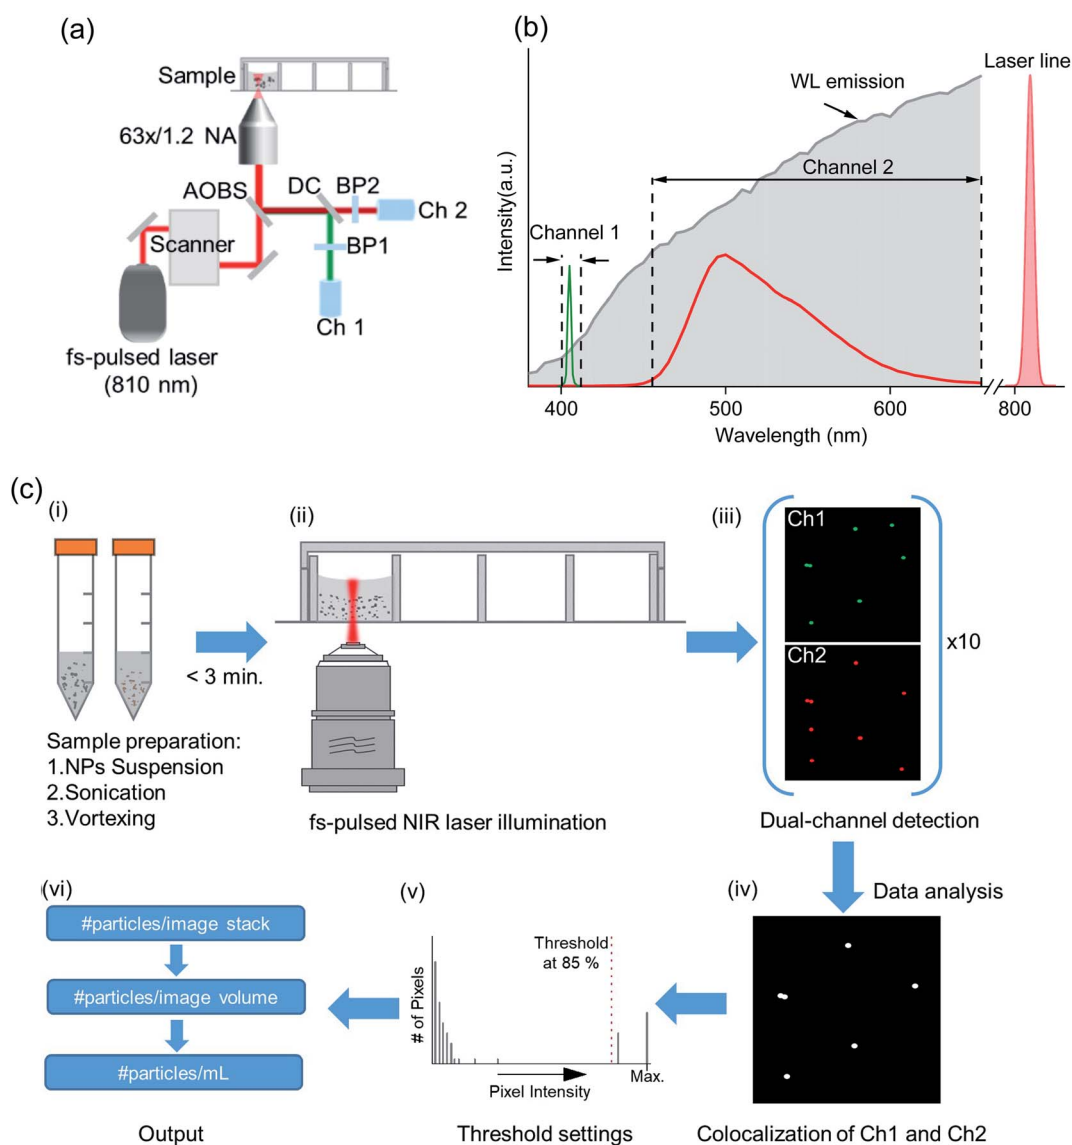 (a)
Sample
63x/1.2 NA
AOBS
DC
BP2
Ch 2
Scanner
BP1
Ch 1
fs-pulsed laser
(810 nm)
(b)
Laser line
WL emission
Channel 2
Channel 1
Intensity(a.u.)
400
500
600
800
Wavelength (nm)
(c)
(i)
< 3 min.
Sample preparation:
1.NPs Suspension
2.Sonication
3.Vortexing
(ii)
fs-pulsed NIR laser illumination
(iii)
Ch1
Ch2
x10
Dual-channel detection
Data analysis
(iv)
Colocalization of Ch1 and Ch2
(v)
Threshold
at 85 %
# of Pixels
Pixel Intensity
Max.
Threshold settings
(vi)
#particles/image stack
#particles/image volume
#particles/mL
Output